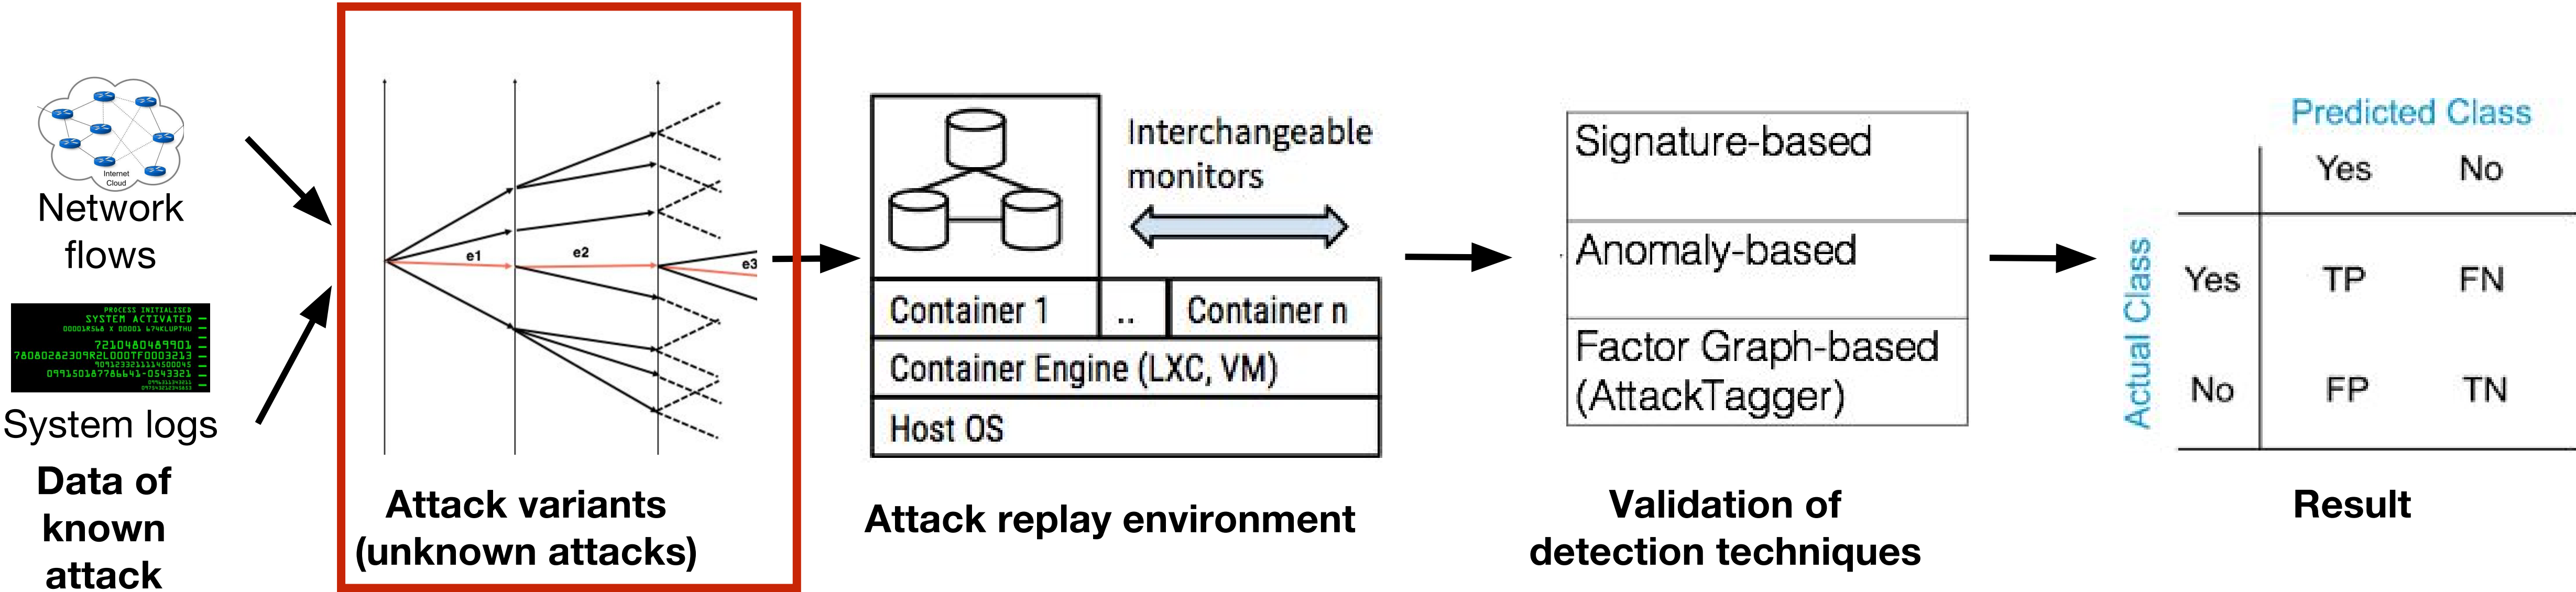 Internet
Cloud
Network
flows
PROCESS INITIALISED
SYSTEM ACTIVATED
7210480489901
System logs
Data of
known
attack
e1
e2
e3
Attack variants
(unknown attacks)
Interchangeable
monitors
Container 1
..
Container n
Container Engine (LXC, VM)
Host OS
Attack replay environment
Signature-based
Anomaly-based
Factor Graph-based
(AttackTagger)
Validation of
detection techniques
Predicted Class
Yes No
Actual Class
Yes TP FN
No FP TN
Result